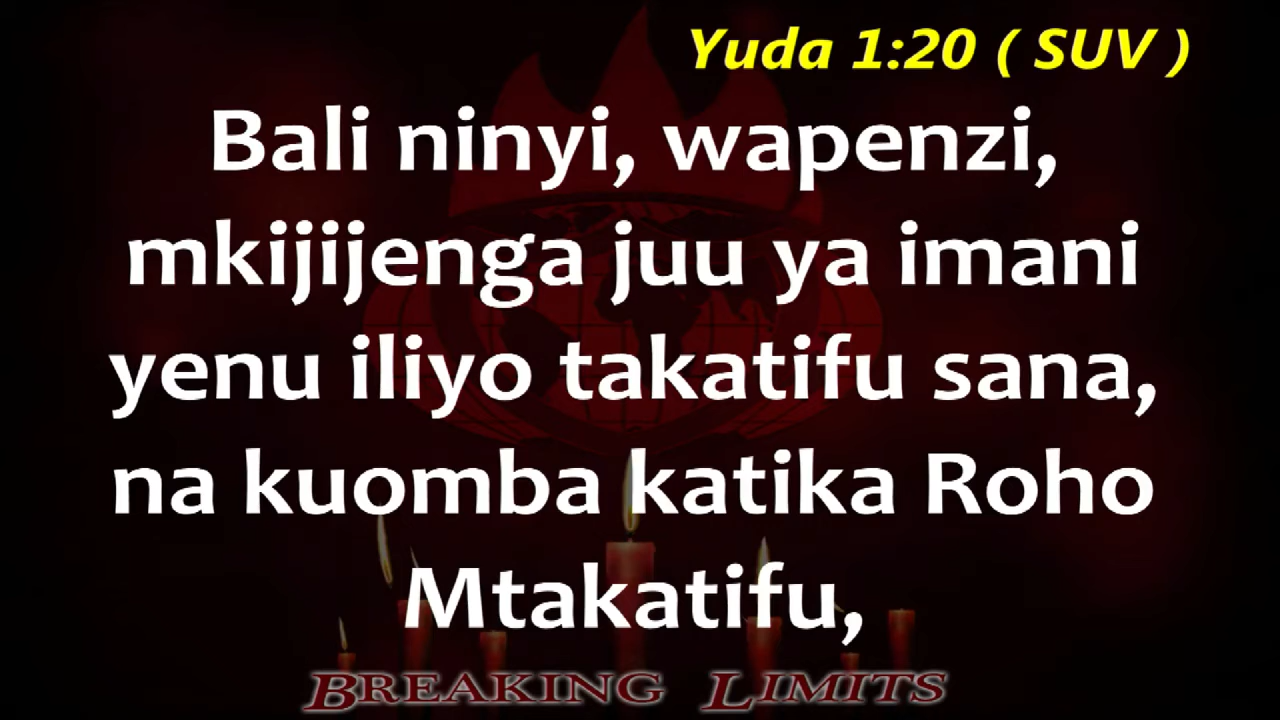 Yuda 1:20 ( SUV )
Bali ninyi, wapenzi,
mkijijenga juu ya imani
yenu iliyo takatifu sana,
na kuomba katika Roho
Mtakatifu,
BREAKING LIMITS